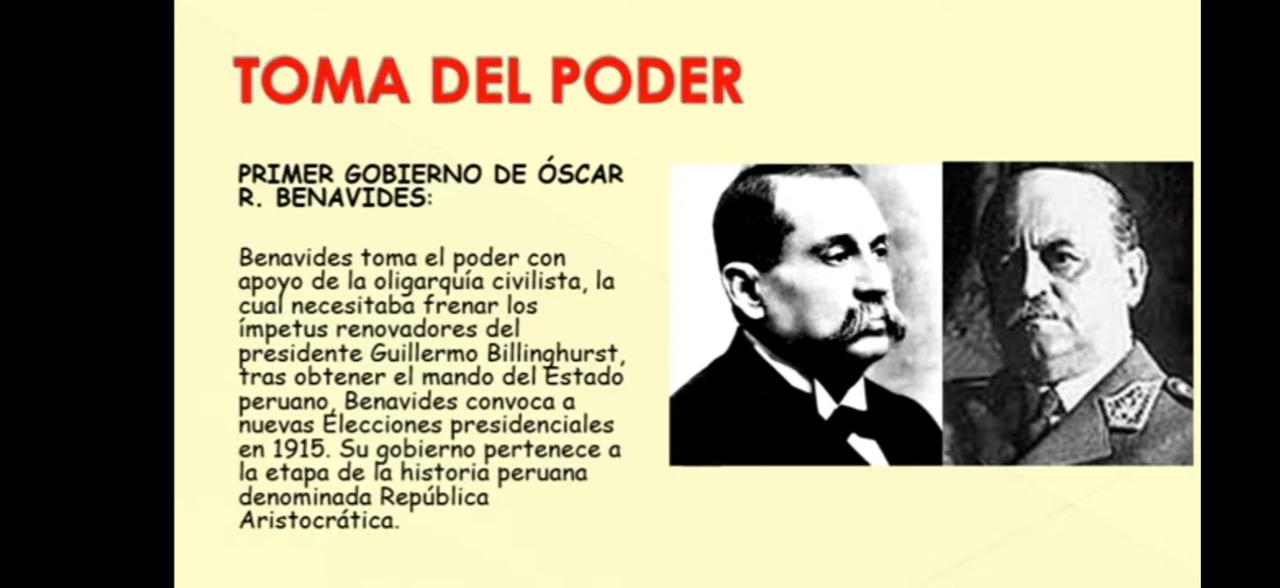 TOMA DEL PODER
PRIMER GOBIERNO DE ÓSCAR
R. BENAVIDES:
Benavides toma el poder con
apoyo de la oligarquía civilista, la
cual necesitaba frenar los
ímpetus renovadores del
presidente Guillermo Billinghurst,
tras obtener el mando del Estado
peruano, Benavides convoca a
nuevas Elecciones presidenciales
en 1915. Su gobierno pertenece a
la etapa de la historia peruana
denominada República
Aristocrática.